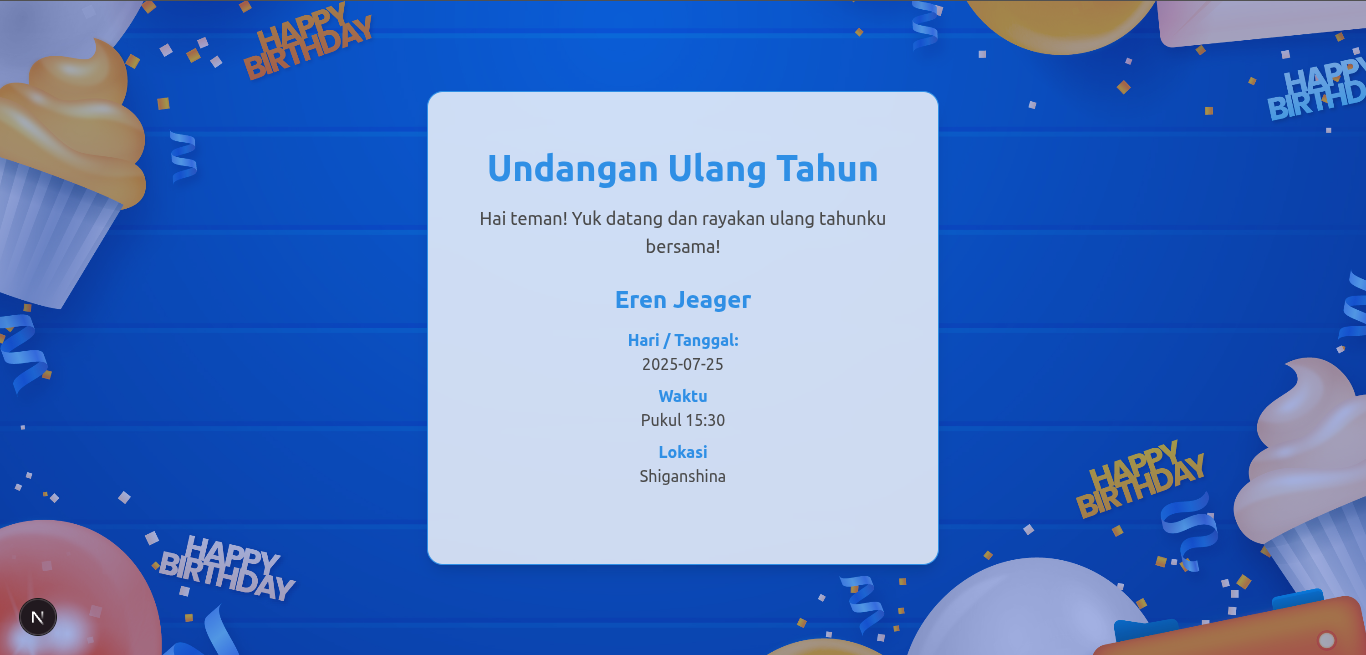 HAPPY
BIRTHDAY
HAPPY
BIRTHD
Undangan Ulang Tahun
Hai teman! Yuk datang dan rayakan ulang tahunku
bersama!
Eren Jeager
Hari / Tanggal:
2025-07-25
Waktu
Pukul 15:30
Lokasi
Shiganshina
HAPPY
BIRTHDAY
HAPPY
BIRTHDAY
N